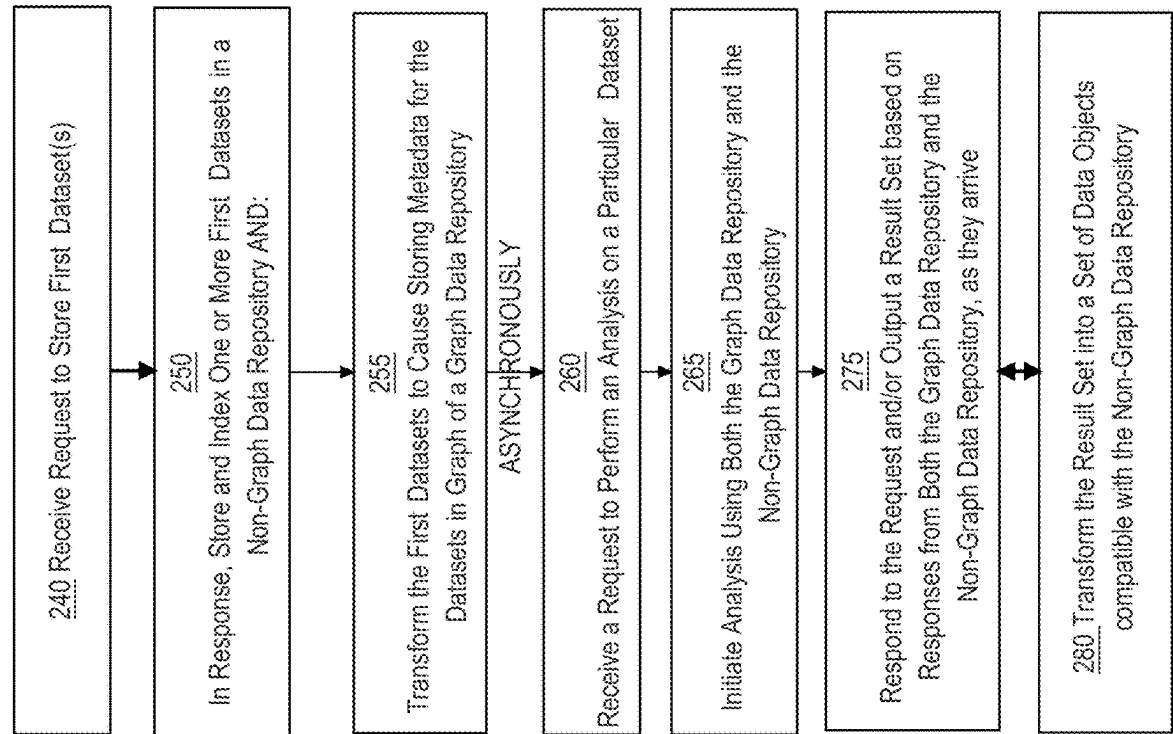 240 Receive Request to Store First Dataset(s)
250
In Response, Store and Index One or More First Datasets in a
Non-Graph Data Repository AND:
255
Transform the First Datasets to Cause Storing Metadata for the
Datasets in Graph of a Graph Data Repository
ASYNCHRONOUSLY
260
Receive a Request to Perform an Analysis on a Particular Dataset
265
Initiate Analysis Using Both the Graph Data Repository and the
Non-Graph Data Repository
275
Respond to the Request and/or Output a Result Set based on
Responses from Both the Graph Data Repository and the
Non-Graph Data Repository, as they arrive
280 Transform the Result Set into a Set of Data Objects
compatible with the Non-Graph Data Repository